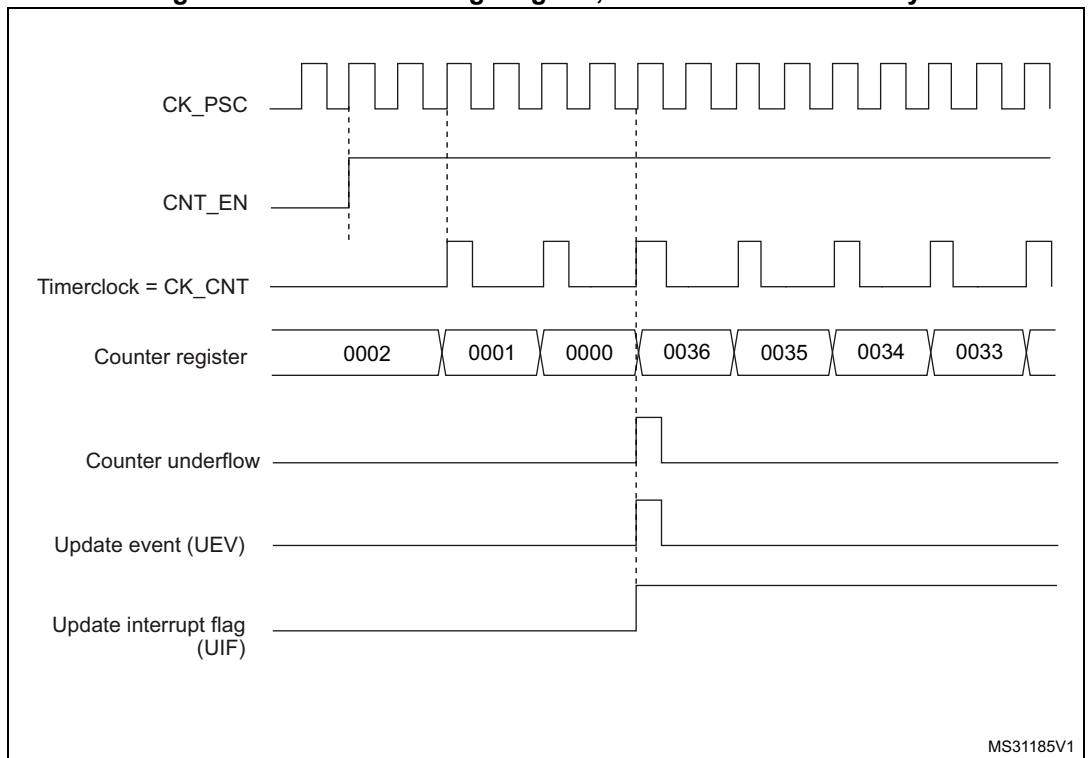 CK_PSC
CNT_EN
Timerclock = CK_CNT
Counter register
0002 0001 0000 0036 0035 0034 0033
Counter underflow
Update event (UEV)
Update interrupt flag
(UIF)
MS31185V1